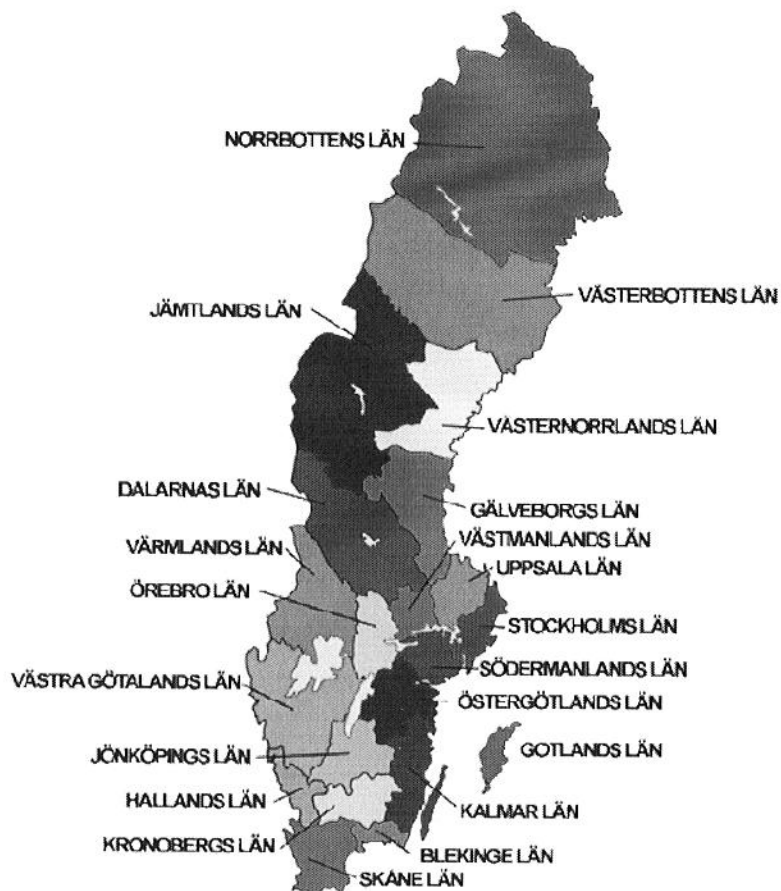 NORRBOTTENS LÄN
VÄSTERBOTTENS LÄN
JÄMTLANDS LÄN
VÄSTERNORRLANDS LÄN
DALARNAS LÄN
GÄLVEBORGS LÄN
VÄSTMANLANDS LÄN
VÄRMLANDS LÄN
UPPSALA LÄN
ÖREBRO LÄN
STOCKHOLMS LÄN
SÖDERMANLANDS LÄN
VÄSTRA GÖTALANDS LÄN
ÖSTERGÖTLANDS LÄN
GOTLANDS LÄN
JÖNKÖPINGS LÄN
HALLANDS LÄN
KALMAR LÄN
KRONOBERGS LÄN
BLEKINGE LÄN
SKÅNE LÄN